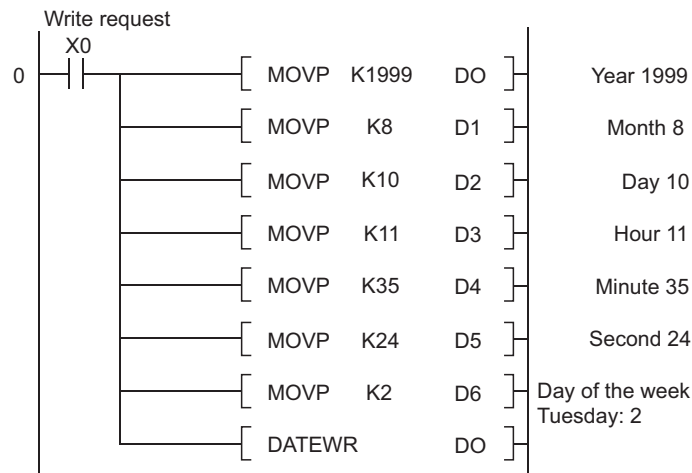 Write request
X0
0 MOVP K1999 DO Year 1999
MOVP K8 D1 Month 8
MOVP K10 D2 Day 10
MOVP K11 D3 Hour 11
MOVP K35 D4 Minute 35
MOVP K24 D5 Second 24
MOVP K2 D6 Day of the week
Tuesday: 2
DATEWR DO